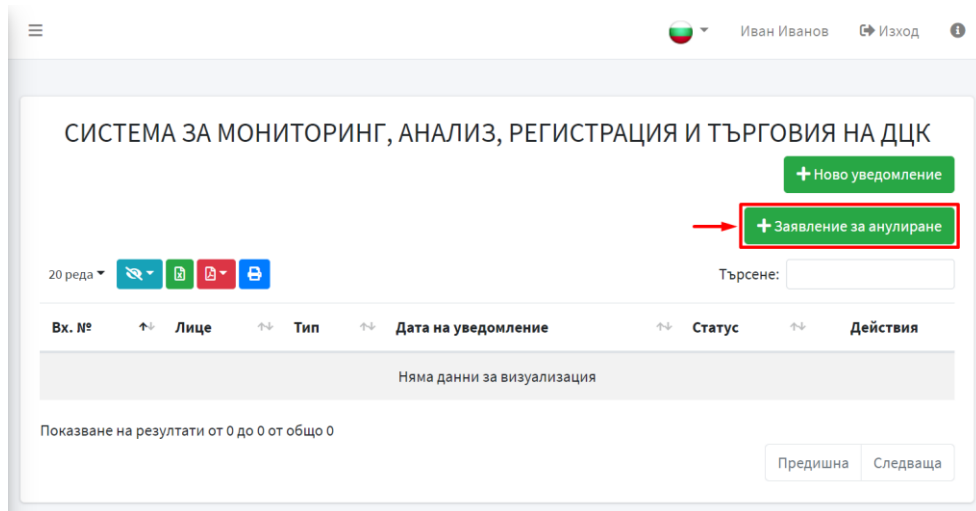 Иван Иванов Изход
СИСТЕМА ЗА МОНИТОРИНГ, АНАЛИЗ, РЕГИСТРАЦИЯ И ТЪРГОВИЯ НА ДЦК
Ново уведомление
Заявление за анулиране
20 реда Търсене:
Вх. № Лице Тип Дата на уведомление Статус Действия
Няма данни за визуализация
Показване на резултати от 0 до 0 от общо 0
Предишна Следваща